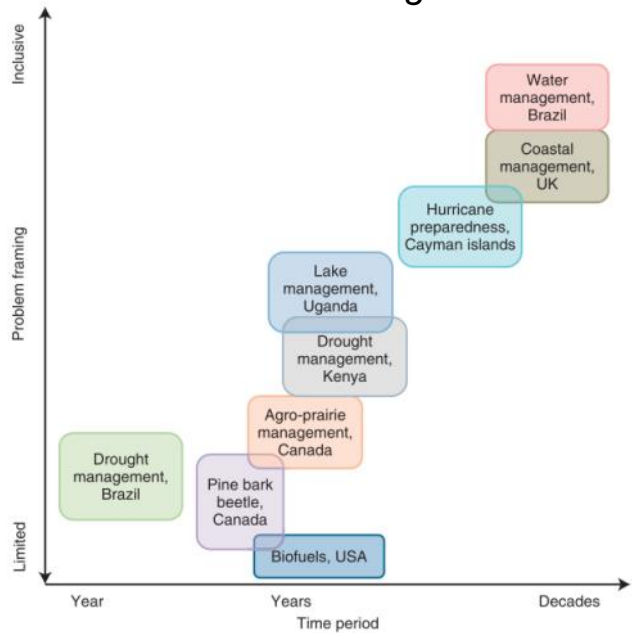 Inclusive
Problem framing
Limited
Water
management,
Brazil
Coastal
management,
UK
Hurricane
preparedness,
Cayman islands
Lake
management,
Uganda
Drought
management,
Kenya
Agro-prairie
management,
Canada
Drought
management,
Brazil
Pine bark
beetle,
Canada
Biofuels, USA
Year
Years
Decades
Time period